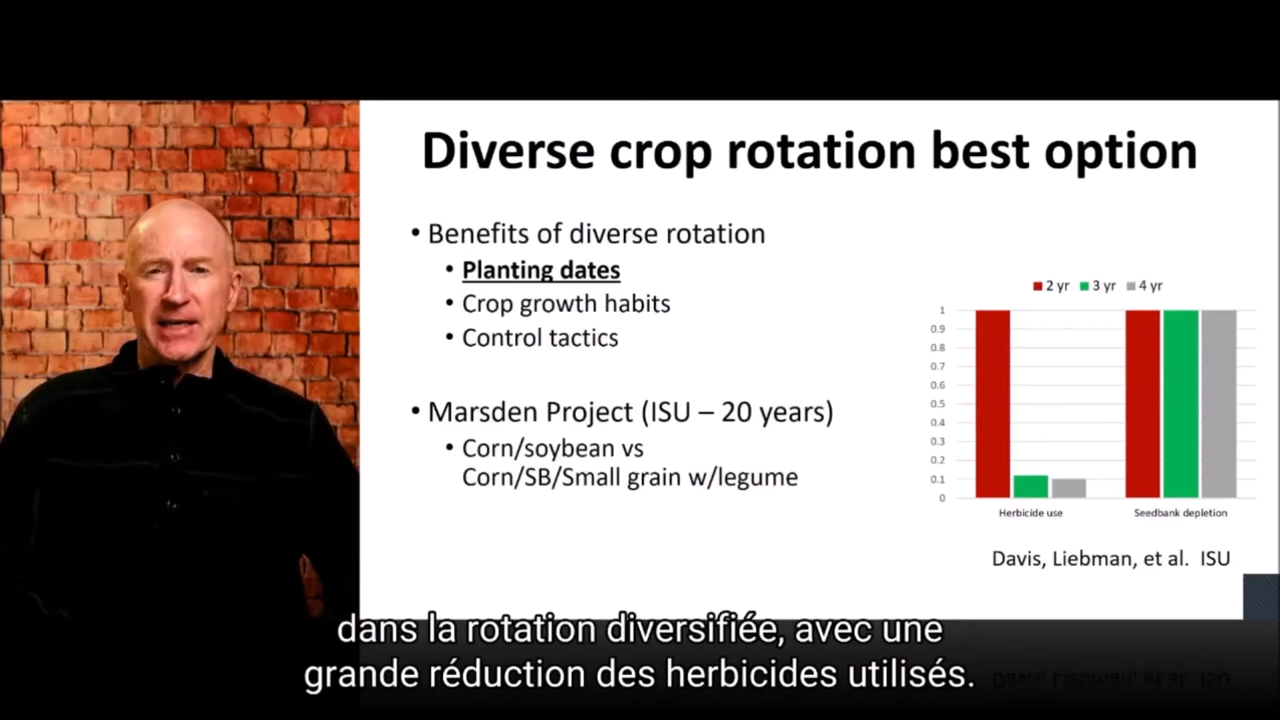 Diverse crop rotation best option
• Benefits of diverse rotation
• Planting dates
• Crop growth habits
• Control tactics
• Marsden Project (ISU – 20 years)
• Corn/soybean vs
Corn/SB/Small grain w/legume
2 yr 3 yr 4 yr
1
0.9
0.8
0.7
0.6
0.5
0.4
0.3
0.2
0.1
0
Herbicide use Seedbank depletion
Davis, Liebman, et al. ISU
dans la rotation diversifiée, avec une
grande réduction des herbicides utilisés.